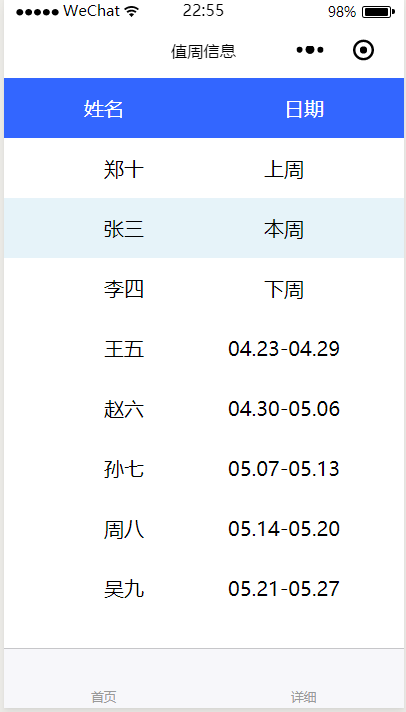 ●●●●● WeChat 22:55 98%
值周信息
姓名 日期
郑十 上周
张三 本周
李四 下周
王五 04.23-04.29
赵六 04.30-05.06
孙七 05.07-05.13
周八 05.14-05.20
吴九 05.21-05.27
首页 详细